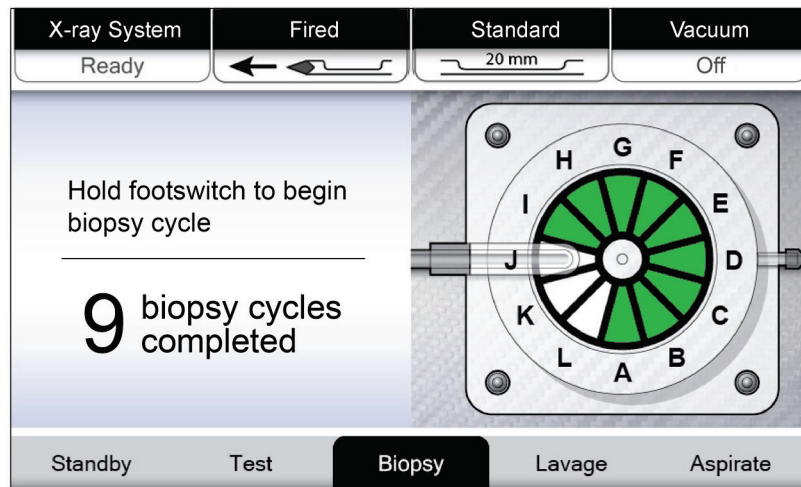 X-ray System
Fired
Standard
Vacuum
Ready
20 mm
Off
Hold footswitch to begin
biopsy cycle
9 biopsy cycles
completed
G
H
F
I
E
J
D
K
C
L
B
A
Standby
Test
Biopsy
Lavage
Aspirate